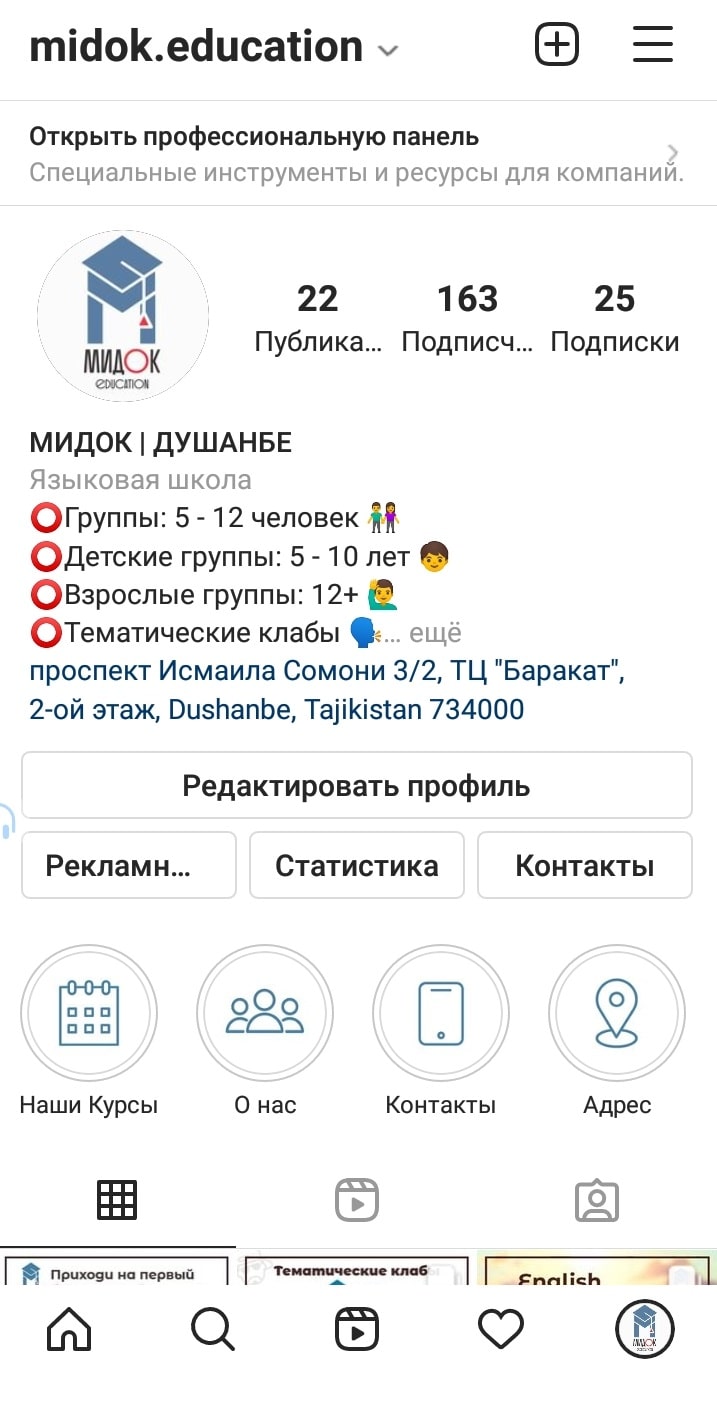 midok.education
Открыть профессиональную панель
Специальные инструменты и ресурсы для компаний.
22 163 25
Публика... Подписч... Подписки
МИДОК EDUCATION
МИДОК | ДУШАНБЕ
Языковая школа
⭕Группы: 5 - 12 человек 👫
⭕Детские группы: 5 - 10 лет 🧒
⭕Взрослые группы: 12+ 🙋‍♂️
⭕Тематические клабы 🗣... ещё
проспект Исмаила Сомони 3/2, ТЦ "Баракат",
2-ой этаж, Dushanbe, Tajikistan 734000
Редактировать профиль
Рекламн... Статистика Контакты
Наши Курсы О нас Контакты Адрес
Приходи на первый Тематические клаб English